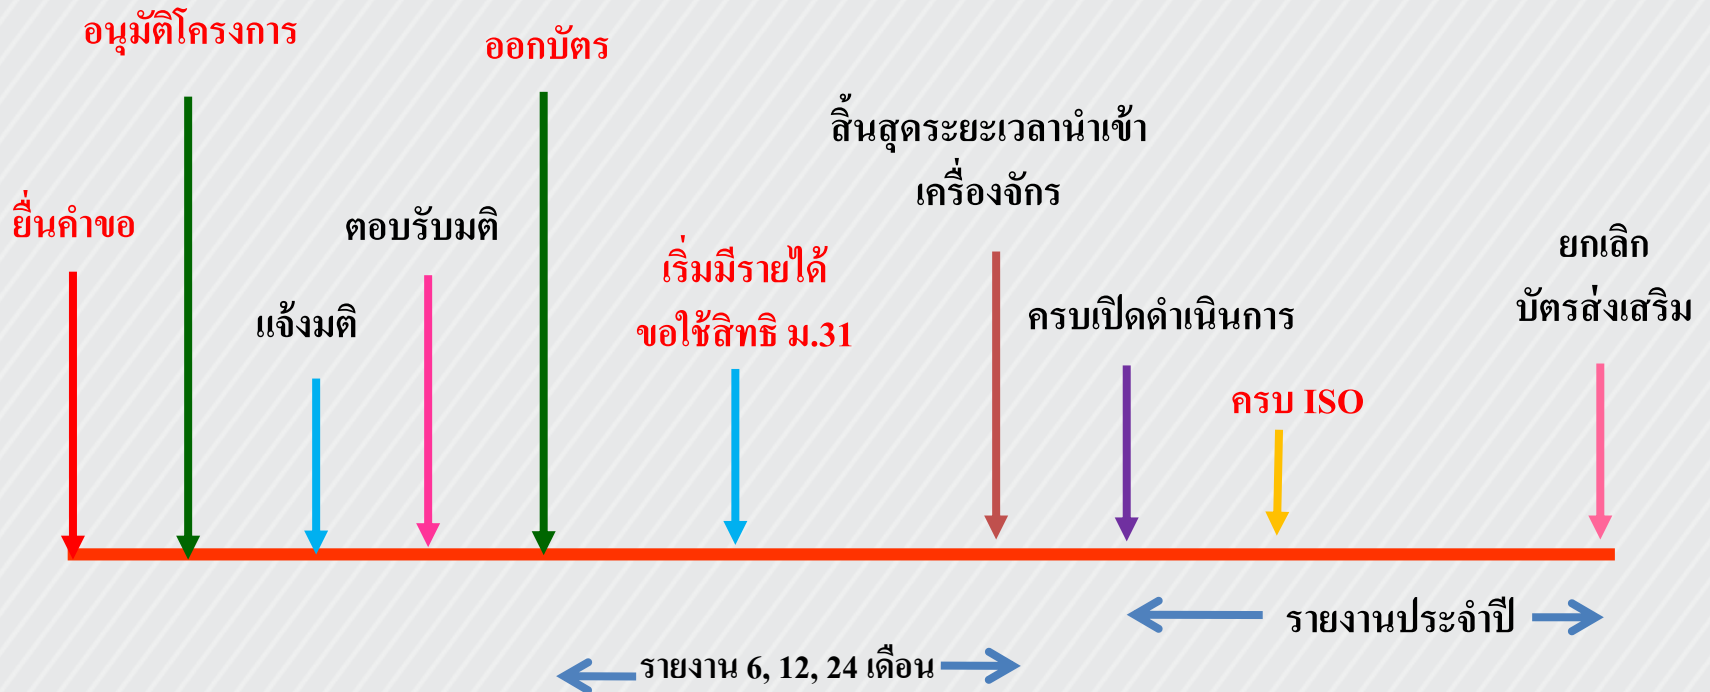 อนุมัติโครงการ
ออกบัตร
สิ้นสุดระยะเวลานำเข้า
เครื่องจักร
ยื่นคำขอ
ตอบรับมติ
เริ่มมีรายได้
ขอใช้สิทธิ ม.31
ยกเลิก
บัตรส่งเสริม
แจ้งมติ
ครบเปิดดำเนินการ
ครบ ISO
รายงานประจำปี
รายงาน 6, 12, 24 เดือน